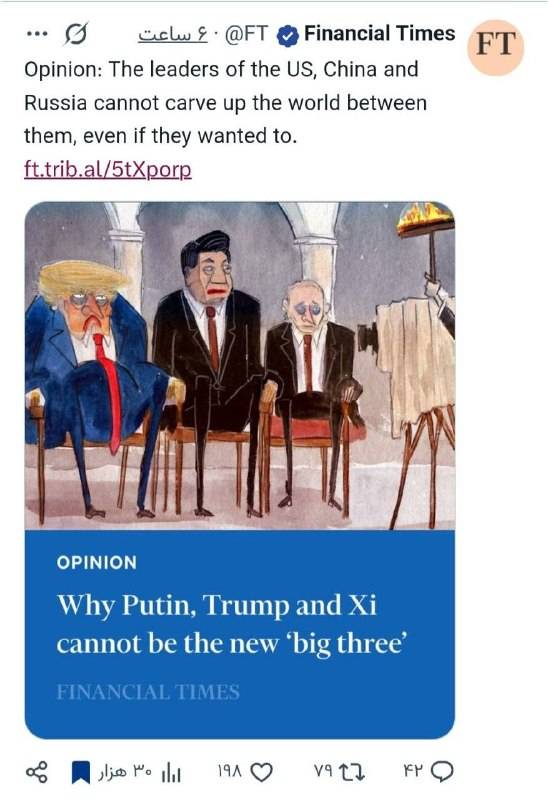 FT
Financial Times @FT · ۶ ساعت
Opinion: The leaders of the US, China and
Russia cannot carve up the world between
them, even if they wanted to.
ft.trib.al/5tXporp
OPINION
Why Putin, Trump and Xi
cannot be the new ‘big three’
FINANCIAL TIMES
۴۲ ۷۹ ۱۹۸ ۳۰ هزار